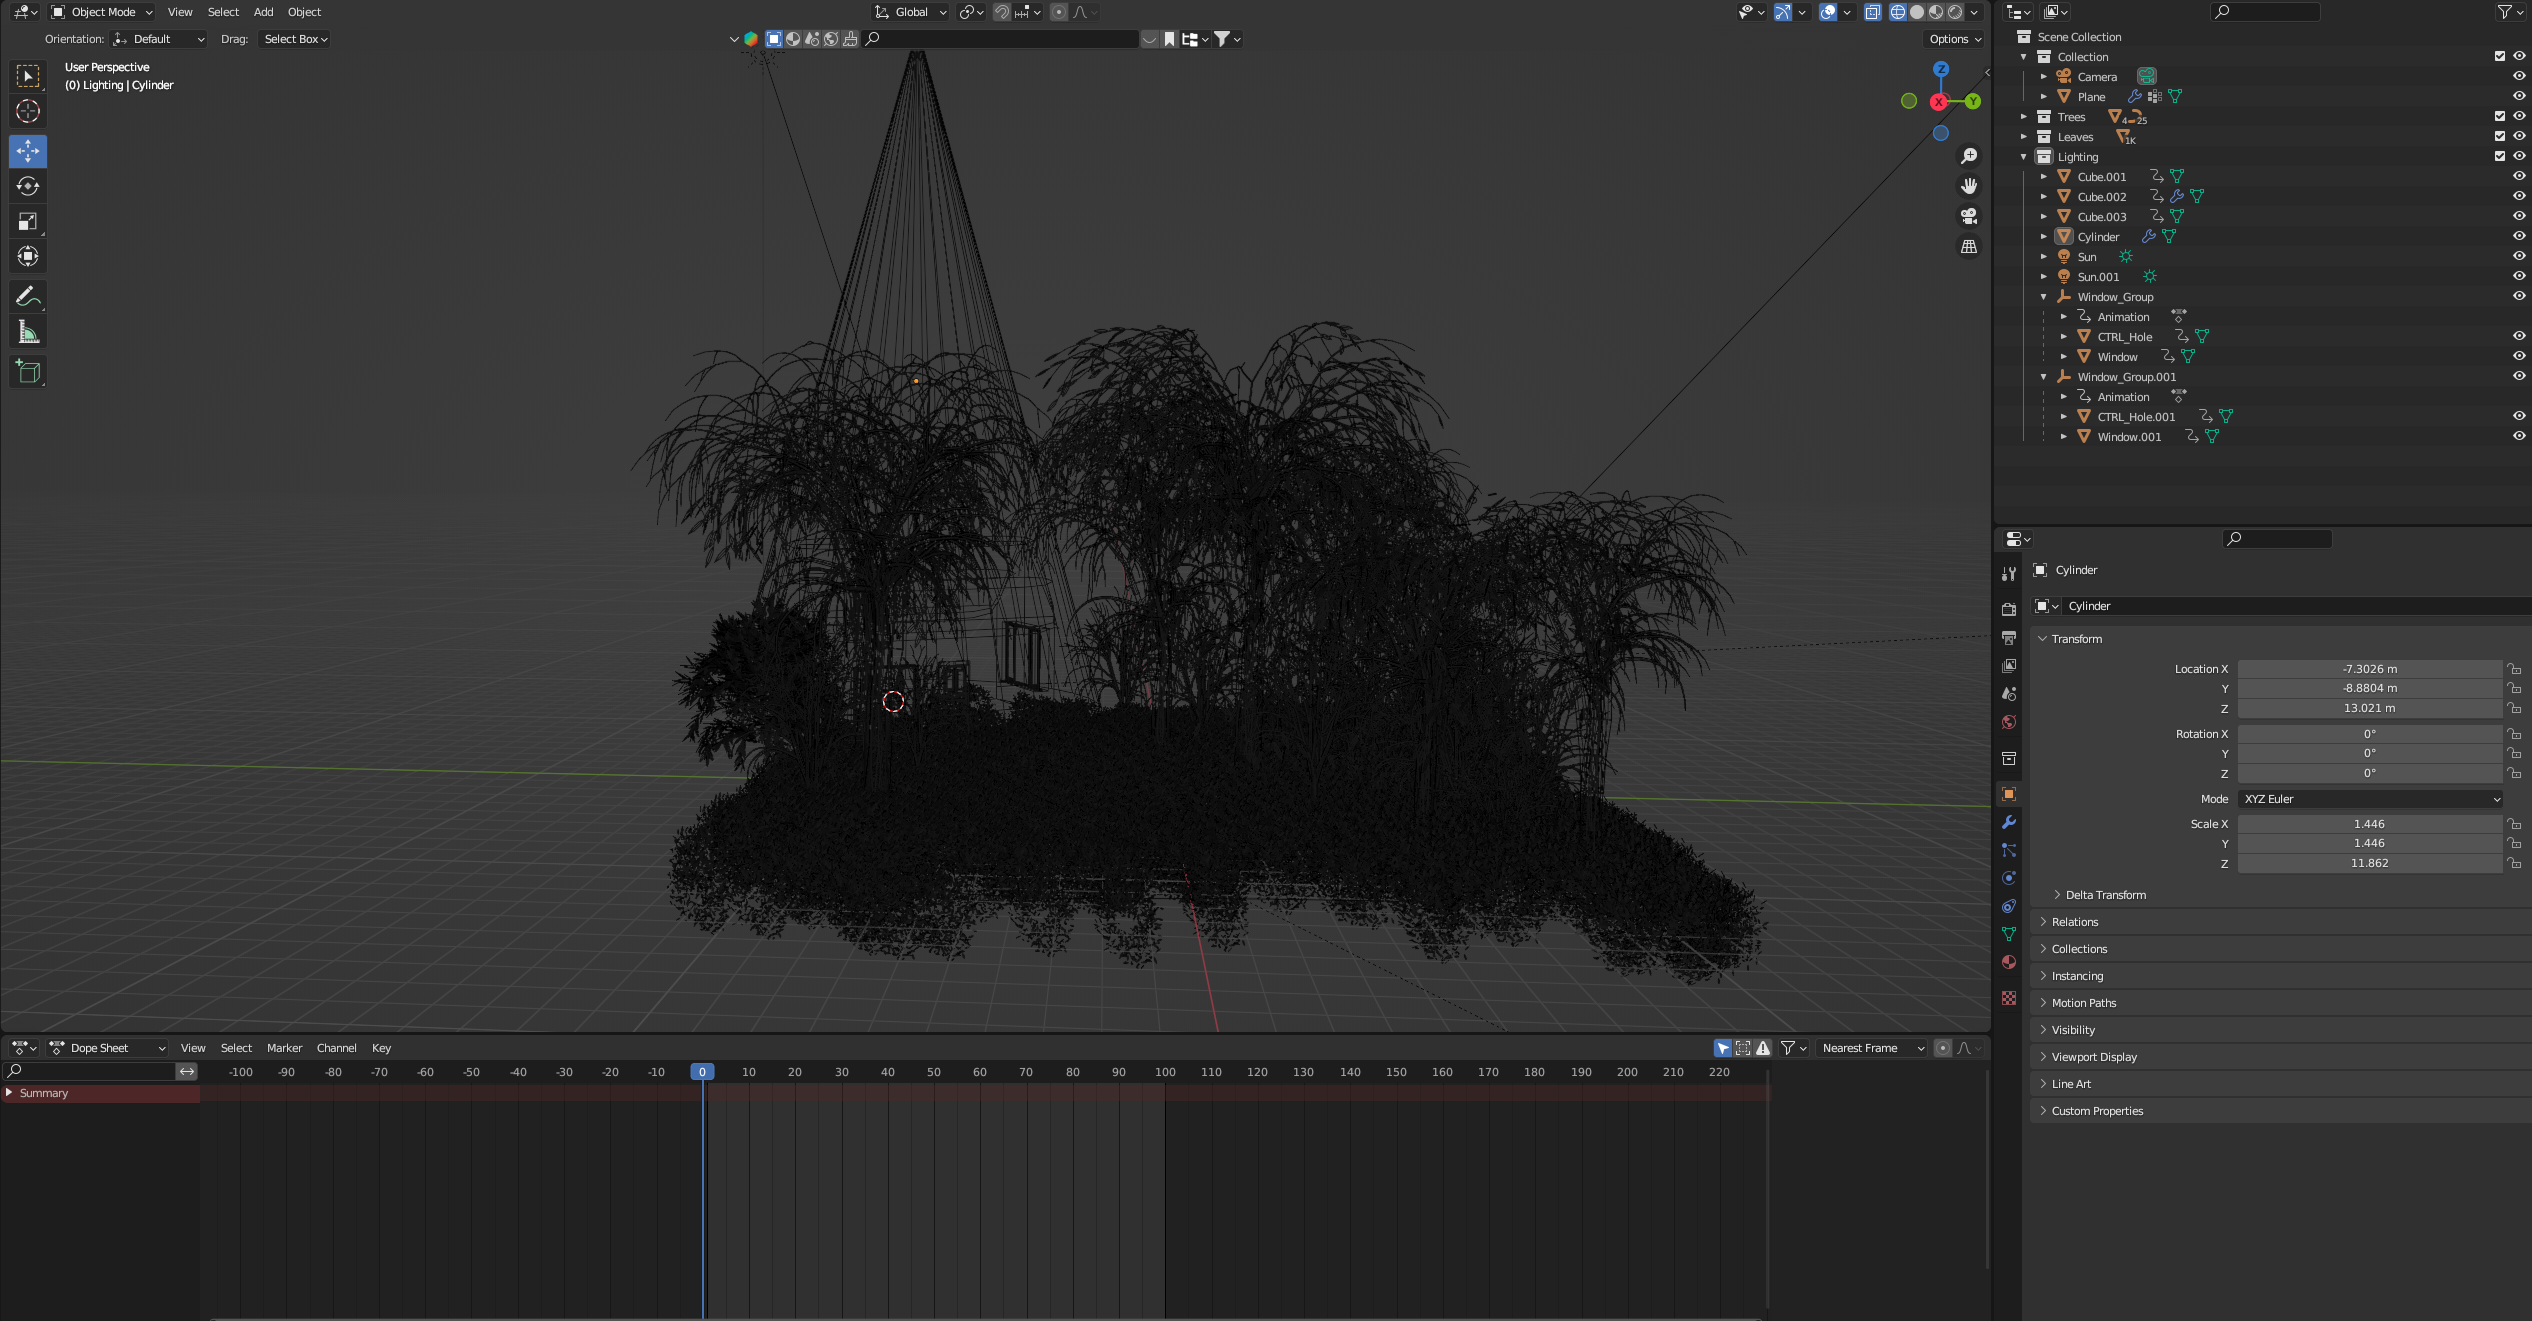 Object Mode View Select Add Object Global
Orientation: Default Drag: Select Box Options
User Perspective
(0) Lighting | Cylinder
Z
X Y
Scene Collection
Collection
Camera
Plane
Trees 4 25
Leaves 1K
Lighting
Cube.001
Cube.002
Cube.003
Cylinder
Sun
Sun.001
Window_Group
Animation
CTRL_Hole
Window
Window_Group.001
Animation
CTRL_Hole.001
Window.001
Cylinder
Cylinder
Transform
Location X -7.3026 m
Y -8.8804 m
Z 13.021 m
Rotation X 0°
Y 0°
Z 0°
Mode XYZ Euler
Scale X 1.446
Y 1.446
Z 11.862
Delta Transform
Relations
Collections
Instancing
Motion Paths
Visibility
Viewport Display
Line Art
Custom Properties
Dope Sheet View Select Marker Channel Key Nearest Frame
-100 -90 -80 -70 -60 -50 -40 -30 -20 -10 0 10 20 30 40 50 60 70 80 90 100 110 120 130 140 150 160 170 180 190 200 210 220
Summary